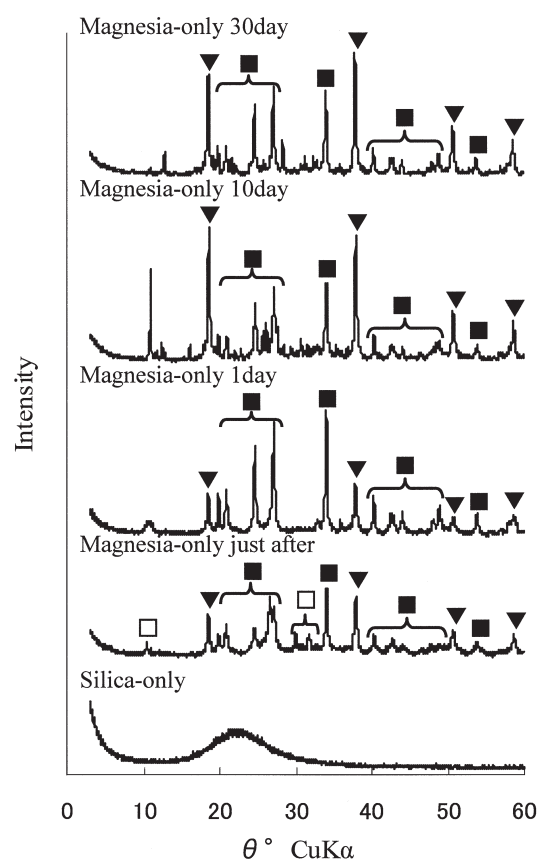 Magnesia-only 30day
Magnesia-only 10day
Magnesia-only 1day
Magnesia-only just after
Silica-only
Intensity
0 10 20 30 40 50 60
θ° CuKα